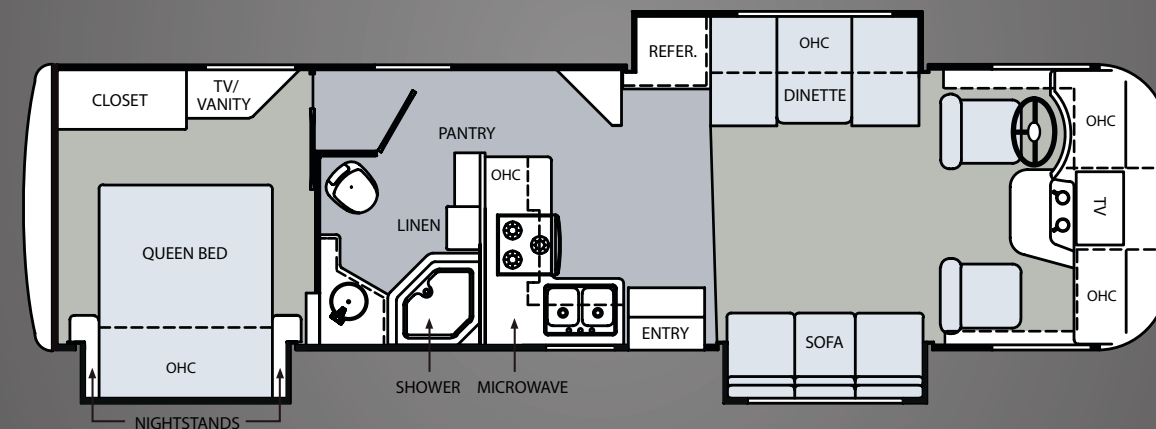 CLOSET
TV/
VANITY
QUEEN BED
OHC
NIGHTSTANDS
PANTRY
LINEN
OHC
SHOWER
MICROWAVE
REFER.
OHC
DINETTE
ENTRY
SOFA
OHC
TV
OHC